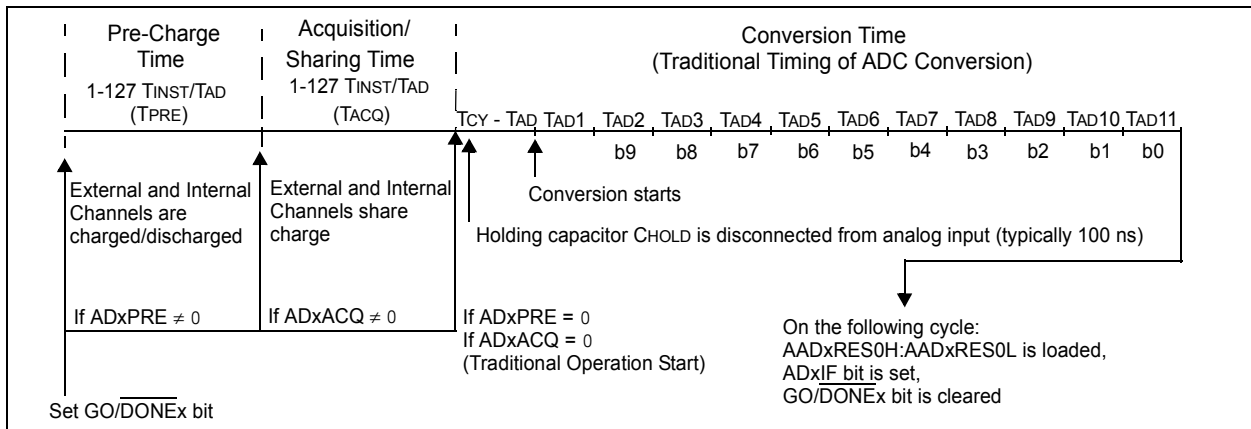 Pre-Charge
Time
1-127 TINST/TAD
(TPRE)
Acquisition/
Sharing Time
1-127 TINST/TAD
(TACQ)
Conversion Time
(Traditional Timing of ADC Conversion)
TCY - TAD TAD1 TAD2 TAD3 TAD4 TAD5 TAD6 TAD7 TAD8 TAD9 TAD10 TAD11
b9 b8 b7 b6 b5 b4 b3 b2 b1 b0
External and Internal
Channels are
charged/discharged
External and Internal
Channels share
charge
Conversion starts
Holding capacitor CHOLD is disconnected from analog input (typically 100 ns)
If ADxPRE ≠ 0
If ADxACQ ≠ 0
If ADxPRE = 0
If ADxACQ = 0
(Traditional Operation Start)
On the following cycle:
AADxRES0H:AADxRES0L is loaded,
ADxIF bit is set,
GO/DONEx bit is cleared
Set GO/DONEx bit